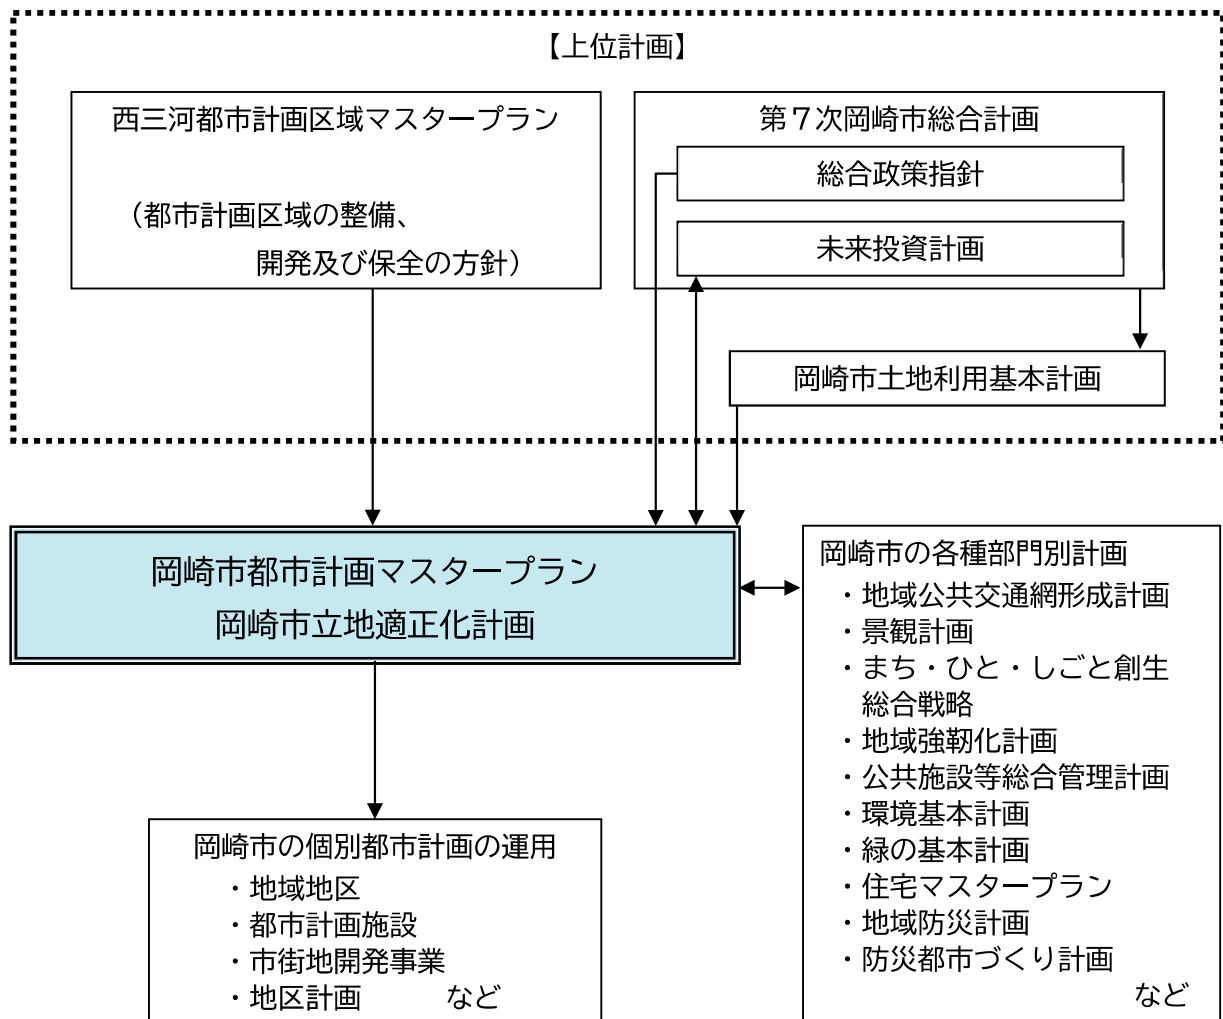 【上位計画】
西三河都市計画区域マスタープラン
（都市計画区域の整備、
開発及び保全の方針）
第７次岡崎市総合計画
総合政策指針
未来投資計画
岡崎市土地利用基本計画
岡崎市都市計画マスタープラン
岡崎市立地適正化計画
岡崎市の各種部門別計画
・地域公共交通網形成計画
・景観計画
・まち・ひと・しごと創生
総合戦略
・地域強靭化計画
・公共施設等総合管理計画
・環境基本計画
・緑の基本計画
・住宅マスタープラン
・地域防災計画
・防災都市づくり計画
など
岡崎市の個別都市計画の運用
・地域地区
・都市計画施設
・市街地開発事業
・地区計画　　　など